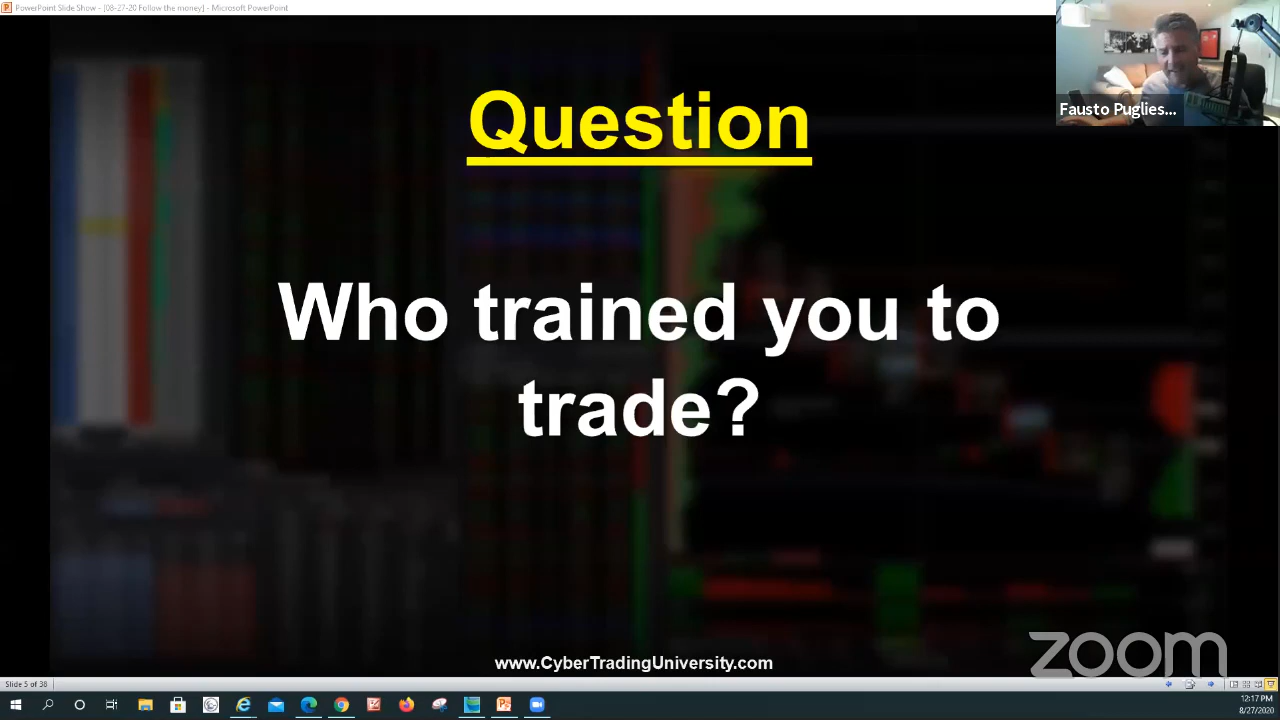 PowerPoint Slide Show - [08-27-20 Follow the money] - Microsoft PowerPoint
Fausto Puglies...
Question
Who trained you to
trade?
www.CyberTradingUniversity.com
zoom
Slide 5 of 38
12:17 PM
8/27/2020